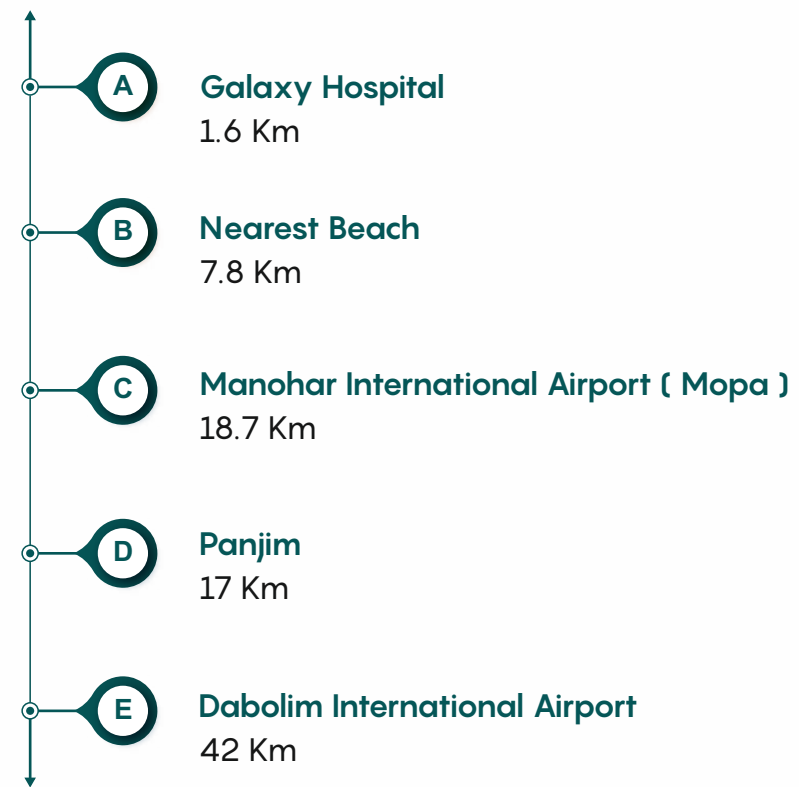 A
Galaxy Hospital
1.6 Km
B
Nearest Beach
7.8 Km
C
Manohar International Airport ( Mopa )
18.7 Km
D
Panjim
17 Km
E
Dabolim International Airport
42 Km